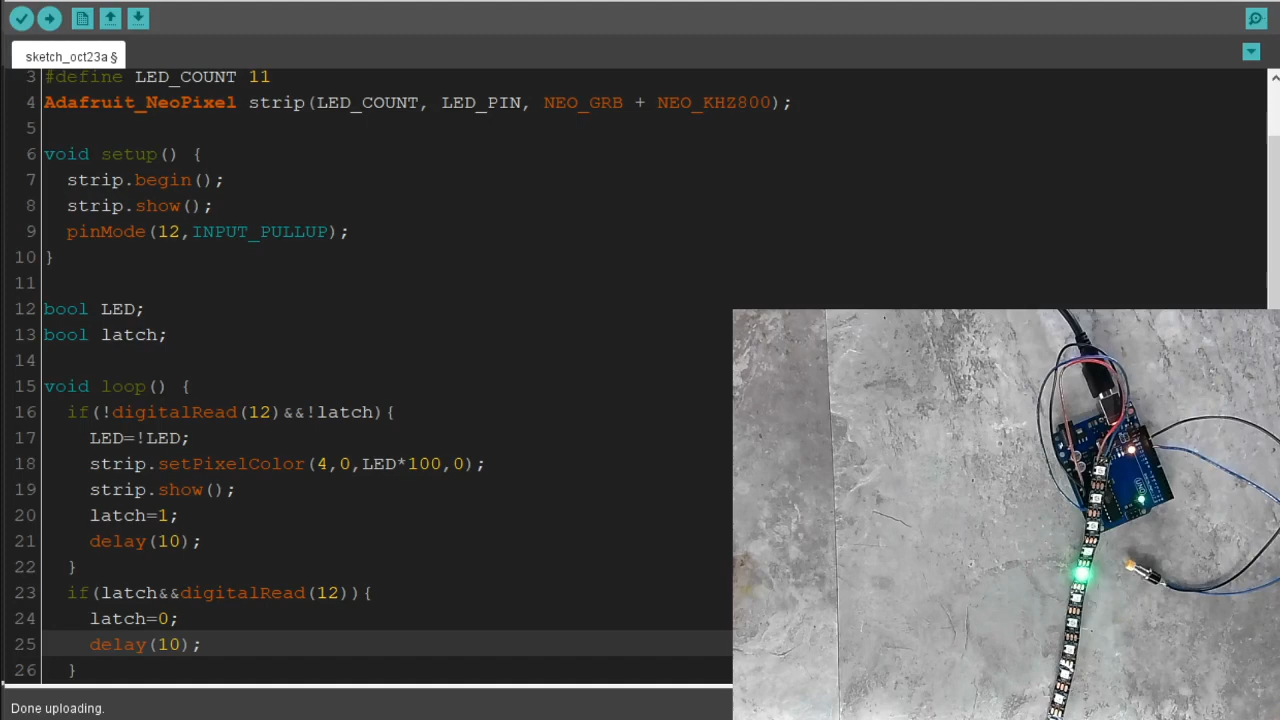 sketch_oct23a §
3 #define LED_COUNT 11
4 Adafruit_NeoPixel strip(LED_COUNT, LED_PIN, NEO_GRB + NEO_KHZ800);
5
6 void setup() {
7   strip.begin();
8   strip.show();
9   pinMode(12,INPUT_PULLUP);
10 }
11
12 bool LED;
13 bool latch;
14
15 void loop() {
16   if(!digitalRead(12)&&!latch){
17     LED=!LED;
18     strip.setPixelColor(4,0,LED*100,0);
19     strip.show();
20     latch=1;
21     delay(10);
22   }
23   if(latch&&digitalRead(12)){
24     latch=0;
25     delay(10);
26   }
UNO
Done uploading.